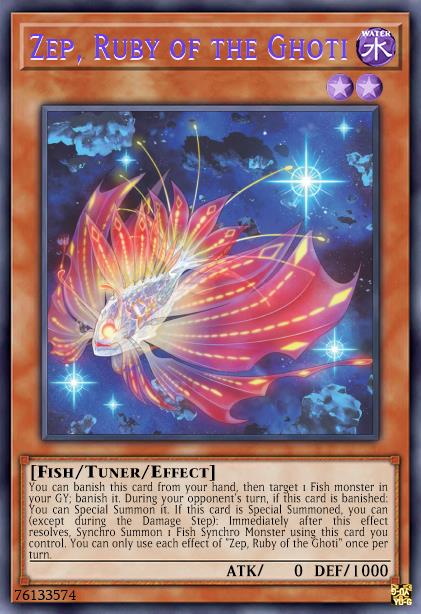 Zep, Ruby of the Ghoti
WATER
水
[Fish/Tuner/Effect]
You can banish this card from your hand, then target 1 Fish monster in
your GY; banish it. During your opponent's turn, if this card is banished:
You can Special Summon it. If this card is Special Summoned, you can
(except during the Damage Step): Immediately after this effect
resolves, Synchro Summon 1 Fish Synchro Monster using this card you
control. You can only use each effect of "Zep, Ruby of the Ghoti" once per
turn.
ATK/ 0 DEF/1000
76133574